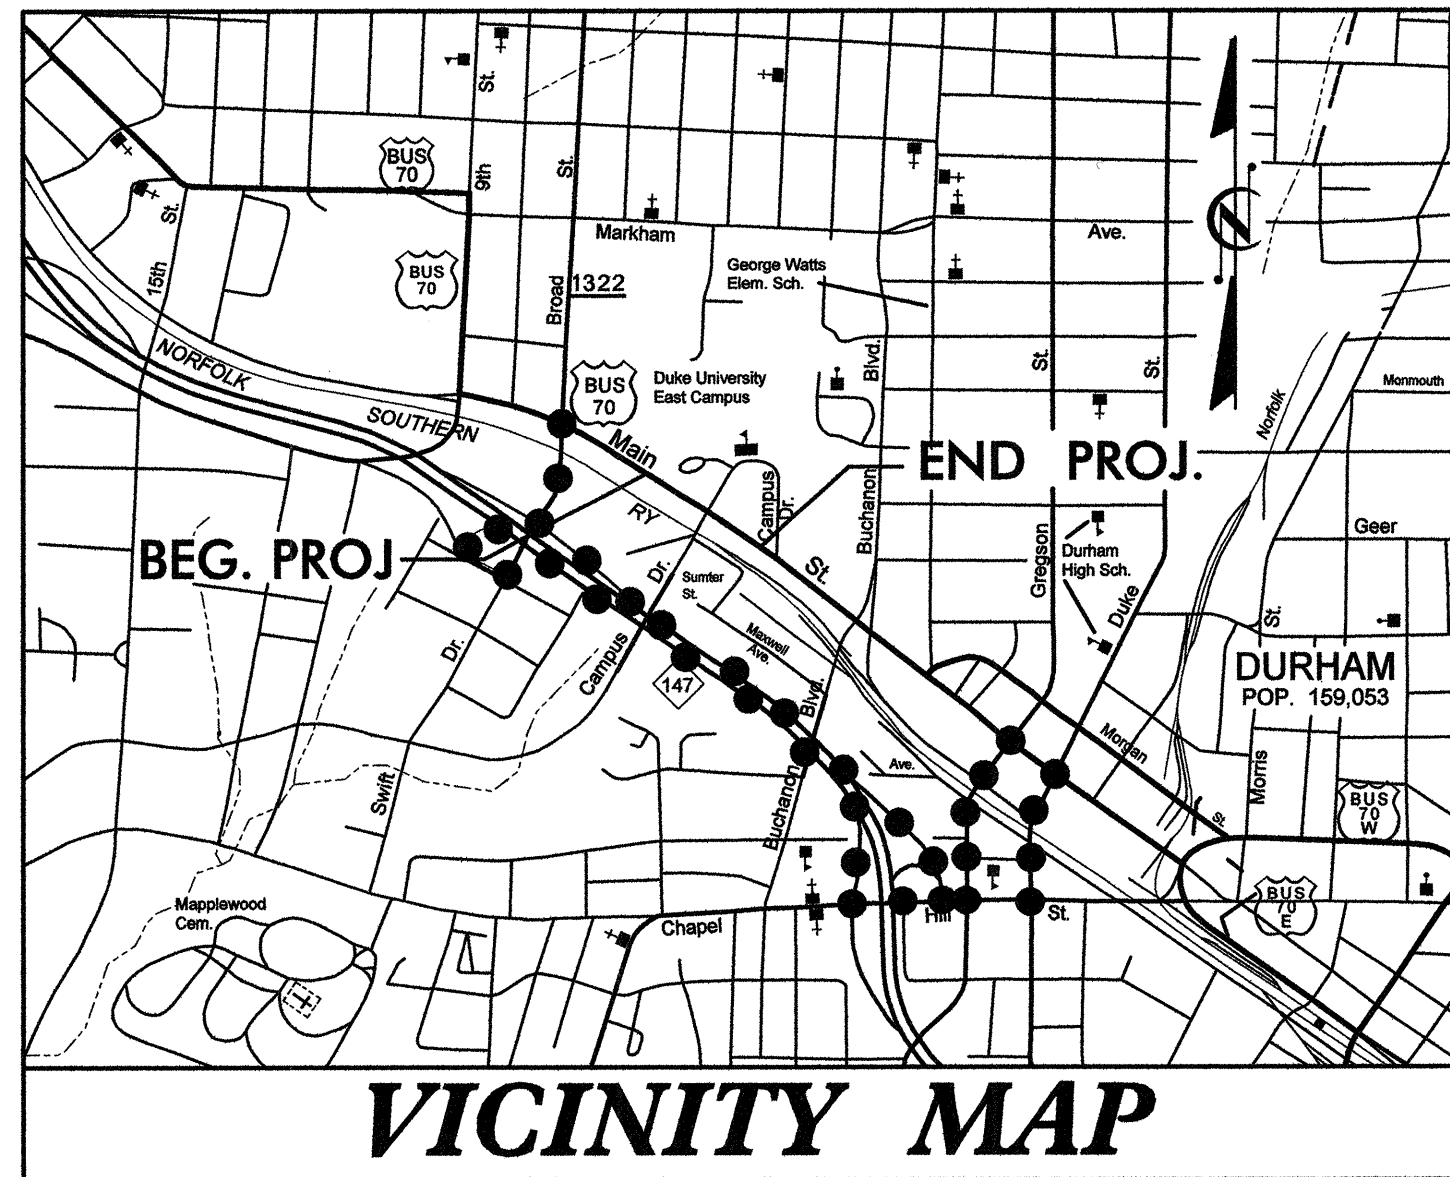 St.
BUS
70
9th
St.
St.
Markham
Ave.
15th
BUS
70
George Watts
Elem. Sch.
Broad
1322
NORFOLK
SOUTHERN
RY
BUS
70
Duke University
East Campus
Blvd.
St.
St.
Monmouth
Norfolk
Main
St.
END PROJ.
Campus
Dr.
Buchanon
BEG. PROJ
Geer
Gregson
Durham
High Sch.
Duke
Dr.
Sumter
St.
Maxwell
Ave.
St.
Dr.
Campus
147
Blvd.
DURHAM
POP. 159,053
Morgan
St.
Morris
Ave.
Swift
Buchanon
BUS
70
W
BUS
70
E
Mapplewood
Cem.
Chapel
Hill
St.
N
VICINITY MAP